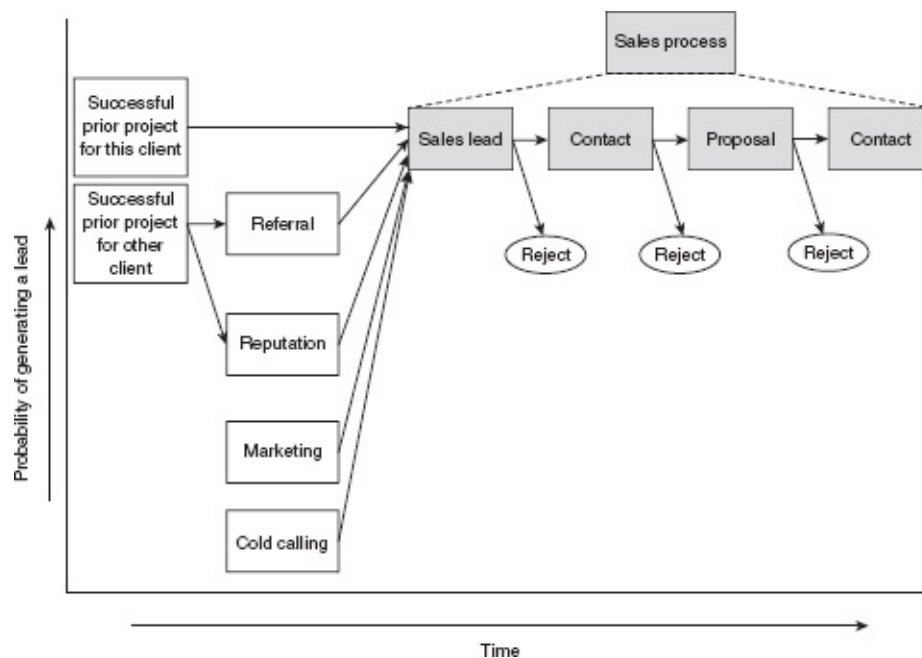 Sales process
Successful
prior project
for this client
Sales lead
Contact
Proposal
Contact
Successful
prior project
for other
client
Referral
Reject
Reject
Reject
Reputation
Marketing
Cold calling
Probability of generating a lead
Time